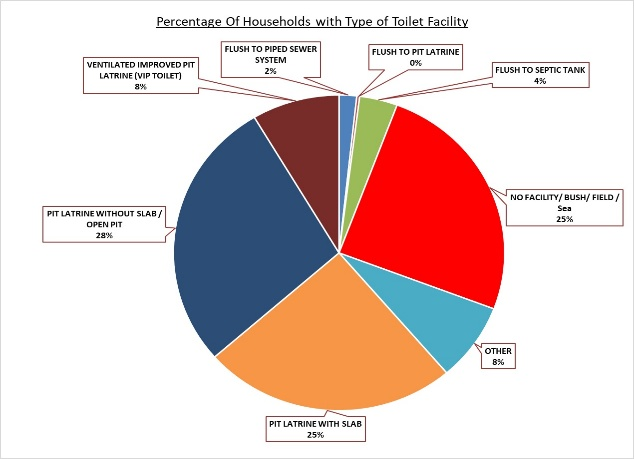 Percentage Of Households with Type of Toilet Facility
FLUSH TO PIPED SEWER
SYSTEM
2%
FLUSH TO PIT LATRINE
0%
FLUSH TO SEPTIC TANK
4%
VENTILATED IMPROVED PIT
LATRINE (VIP TOILET)
8%
NO FACILITY/ BUSH/ FIELD /
Sea
25%
PIT LATRINE WITHOUT SLAB /
OPEN PIT
28%
OTHER
8%
PIT LATRINE WITH SLAB
25%